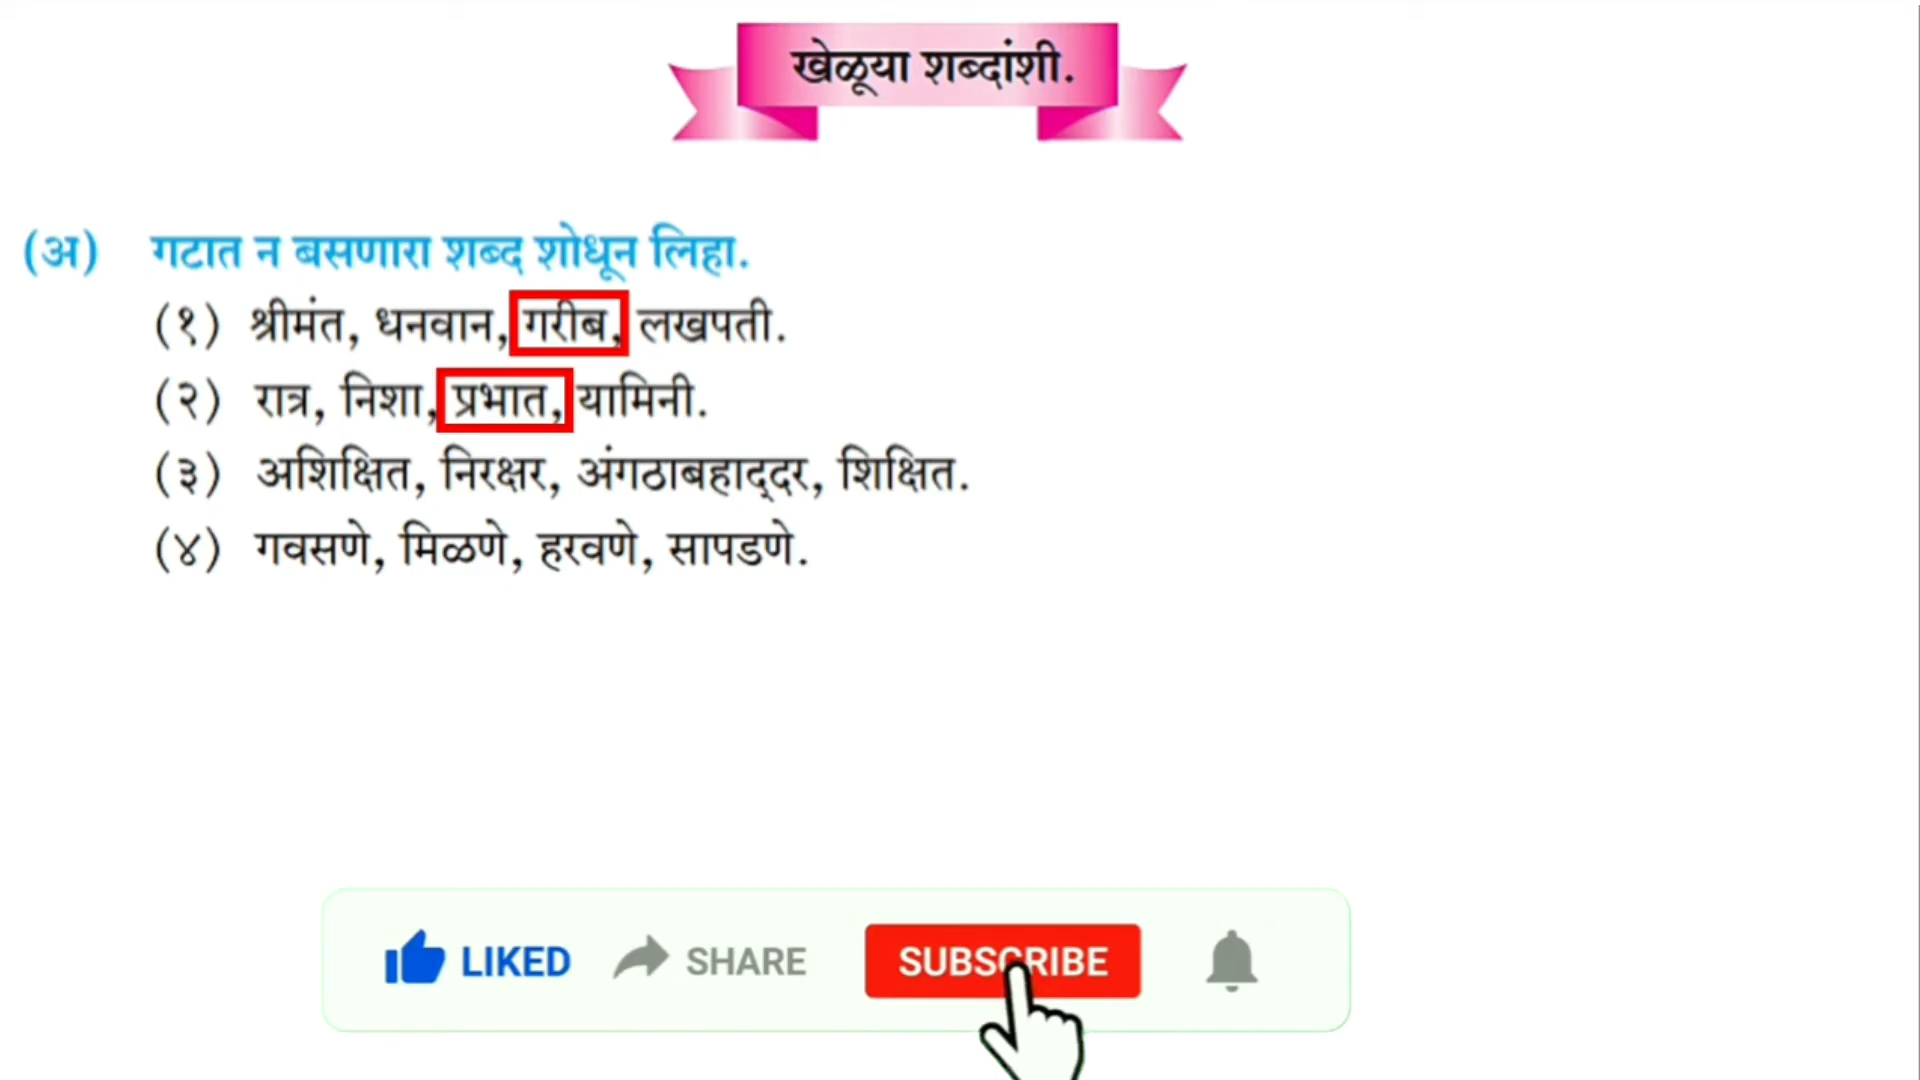 खेळूया शब्दांशी.
(अ) गटात न बसणारा शब्द शोधून लिहा.
(१) श्रीमंत, धनवान, गरीब, लखपती.
(२) रात्र, निशा, प्रभात, यामिनी.
(३) अशिक्षित, निरक्षर, अंगठाबहाद्‌दर, शिक्षित.
(४) गवसणे, मिळणे, हरवणे, सापडणे.
LIKED SHARE SUBSCRIBE